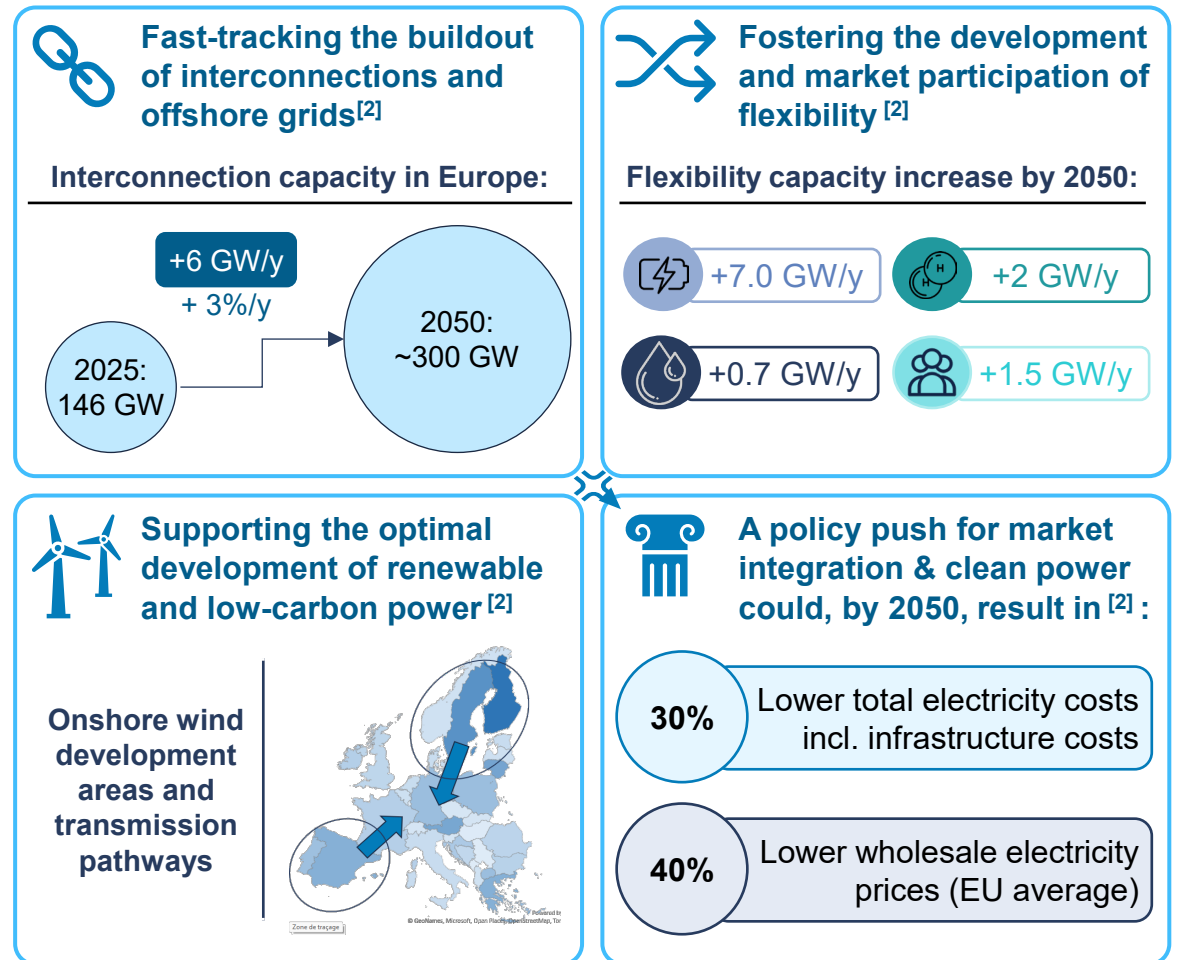 Fast-tracking the buildout
of interconnections and
offshore grids[2]
Interconnection capacity in Europe:
+6 GW/y
+ 3%/y
2025:
146 GW
2050:
~300 GW
Fostering the development
and market participation of
flexibility [2]
Flexibility capacity increase by 2050:
+7.0 GW/y
H
H
+2 GW/y
+0.7 GW/y
+1.5 GW/y
Supporting the optimal
development of renewable
and low-carbon power [2]
Onshore wind
development
areas and
transmission
pathways
Powered by
© GeoNames, Microsoft, Open Places, OpenStreetMap, Tom
Zone de traçage
A policy push for market
integration & clean power
could, by 2050, result in [2] :
30%
Lower total electricity costs
incl. infrastructure costs
40%
Lower wholesale electricity
prices (EU average)